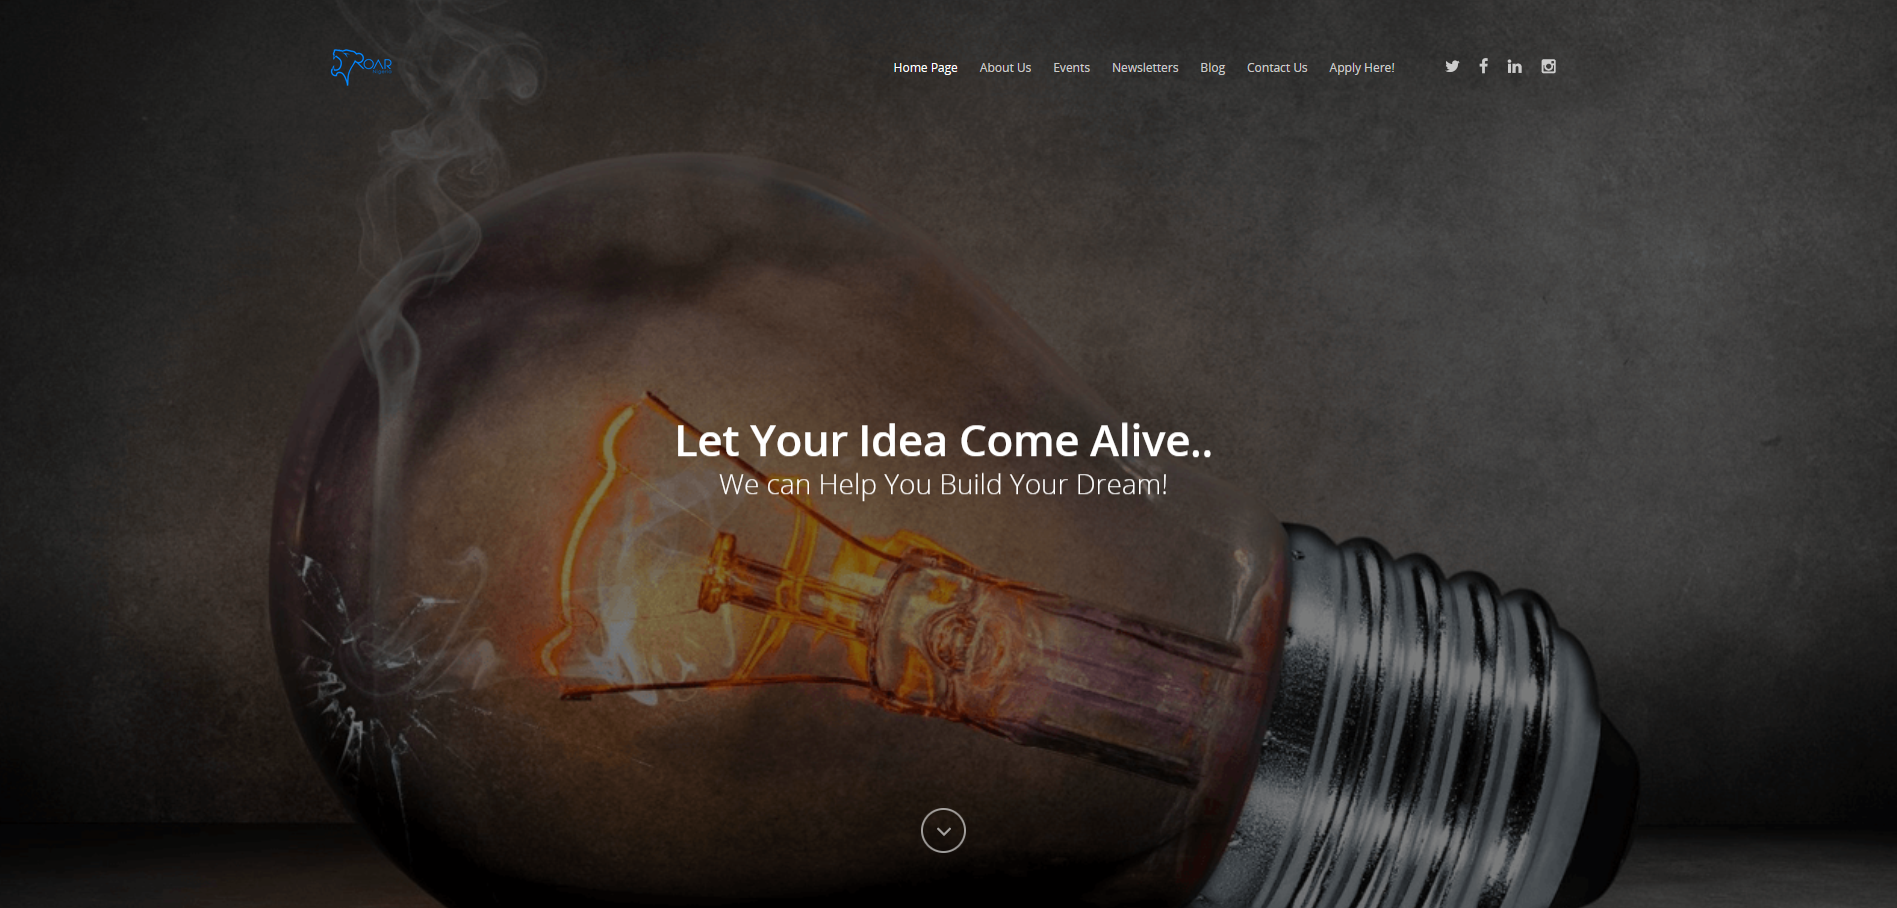 ROAR
Home Page
About Us
Events
Newsletters
Blog
Contact Us
Apply Here!
Let Your Idea Come Alive..
We can Help You Build Your Dream!